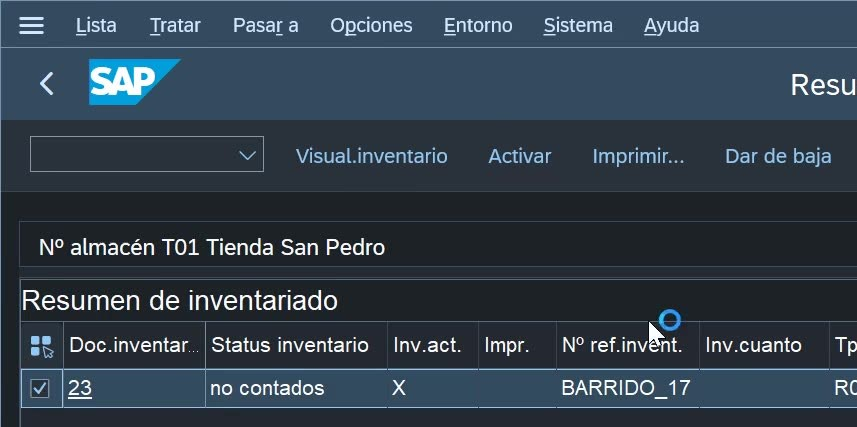 Lista Tratar Pasar a Opciones Entorno Sistema Ayuda
SAP Resu
Visual.inventario Activar Imprimir... Dar de baja
Nº almacén T01 Tienda San Pedro
Resumen de inventariado
Doc.inventar... Status inventario Inv.act. Impr. Nº ref.invent. Inv.cuanto Tp
23 no contados X BARRIDO_17 R0